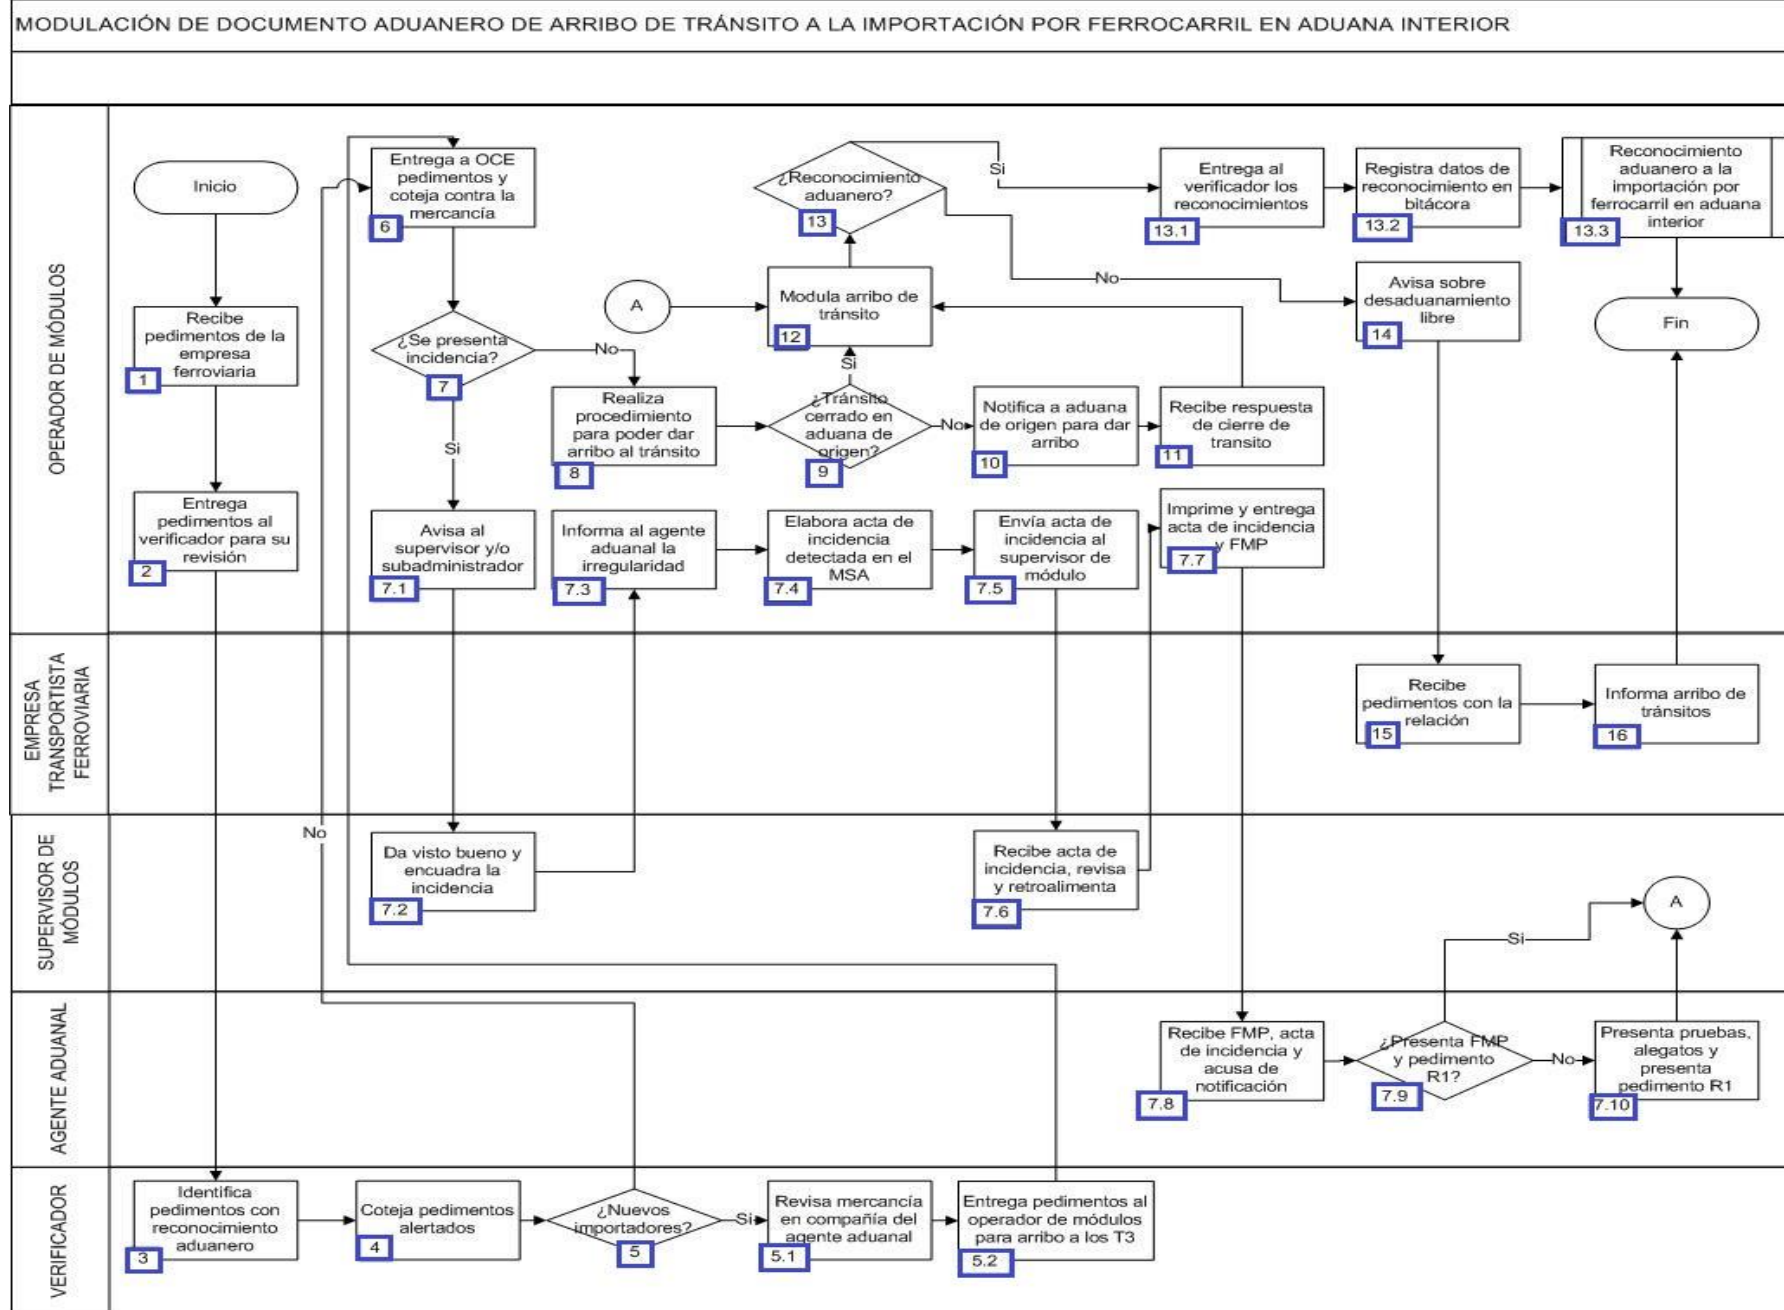 MODULACIÓN DE DOCUMENTO ADUANERO DE ARRIBO DE TRÁNSITO A LA IMPORTACIÓN POR FERROCARRIL EN ADUANA INTERIOR
OPERADOR DE MÓDULOS
Inicio
Recibe
pedimentos de la
empresa
ferroviaria
1
Entrega
pedimentos al
verificador para su
revisión
2
Entrega a OCE
pedimentos y
coteja contra la
mercancía
6
¿Se presenta
incidencia?
7
No
Si
Avisa al
supervisor y/o
subadministrador
7.1
Realiza
procedimiento
para poder dar
arribo al tránsito
8
Informa al agente
aduanal la
irregularidad
7.3
A
¿Reconocimiento
aduanero?
13
Si
No
Modula arribo de
tránsito
12
Si
¿Tránsito
cerrado en
aduana de
origen?
9
No
Elabora acta de
incidencia
detectada en el
MSA
7.4
Notifica a aduana
de origen para dar
arribo
10
Envía acta de
incidencia al
supervisor de
módulo
7.5
Entrega al
verificador los
reconocimientos
13.1
Recibe respuesta
de cierre de
transito
11
Imprime y entrega
acta de incidencia
y FMP
7.7
Registra datos de
reconocimiento en
bitácora
13.2
Avisa sobre
desaduanamiento
libre
14
Reconocimiento
aduanero a la
importación por
ferrocarril en aduana
interior
13.3
Fin
EMPRESA
TRANSPORTISTA
FERROVIARIA
Recibe
pedimentos con la
relación
15
Informa arribo de
tránsitos
16
SUPERVISOR DE
MÓDULOS
No
Da visto bueno y
encuadra la
incidencia
7.2
Recibe acta de
incidencia, revisa
y retroalimenta
7.6
Si
A
AGENTE ADUANAL
Recibe FMP, acta
de incidencia y
acusa de
notificación
7.8
¿Presenta FMP
y pedimento
R1?
7.9
No
Presenta pruebas,
alegatos y
presenta
pedimento R1
7.10
VERIFICADOR
Identifica
pedimentos con
reconocimiento
aduanero
3
Coteja pedimentos
alertados
4
¿Nuevos
importadores?
5
Si
Revisa mercancía
en compañía del
agente aduanal
5.1
Entrega pedimentos al
operador de módulos
para arribo a los T3
5.2